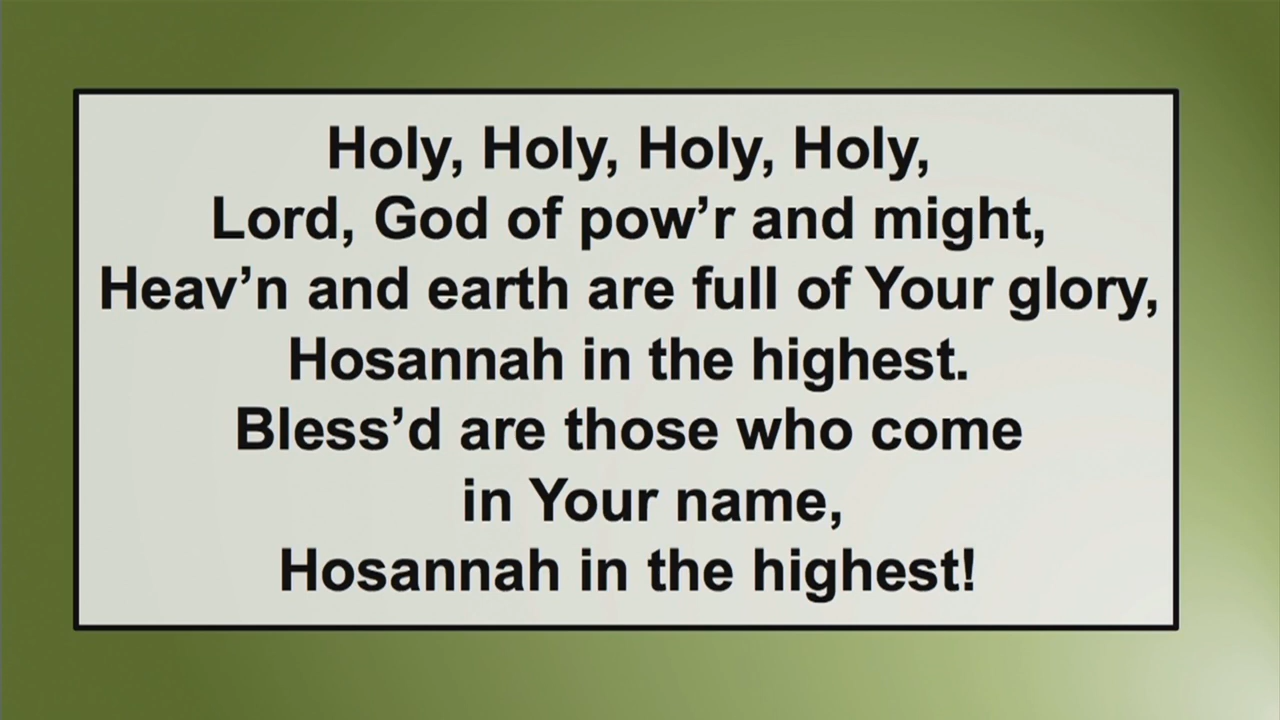 Holy, Holy, Holy, Holy,
Lord, God of pow’r and might,
Heav’n and earth are full of Your glory,
Hosannah in the highest.
Bless’d are those who come
in Your name,
Hosannah in the highest!